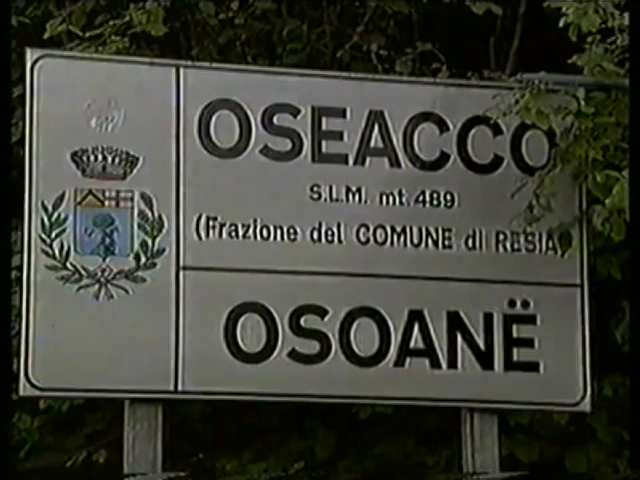 OSEACCO
S.L.M. mt.489
(Frazione del COMUNE di RESIA)
OSOANË